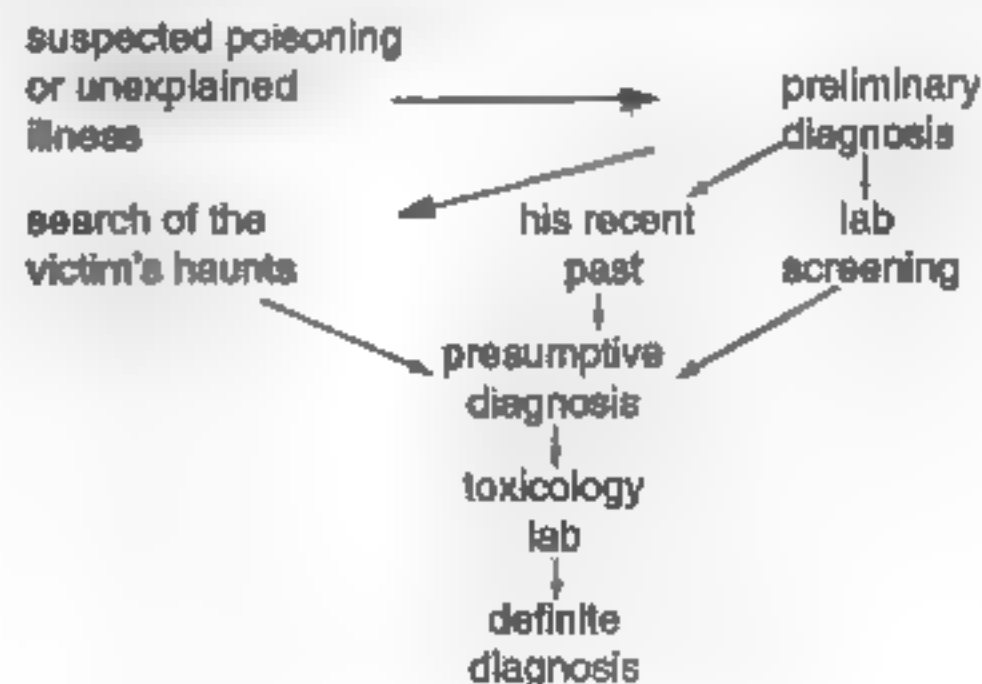 suspected poisoning
or unexplained
illness
preliminary
diagnosis
search of the
victim's haunts
his recent
past
lab
screening
presumptive
diagnosis
toxicology
lab
definite
diagnosis